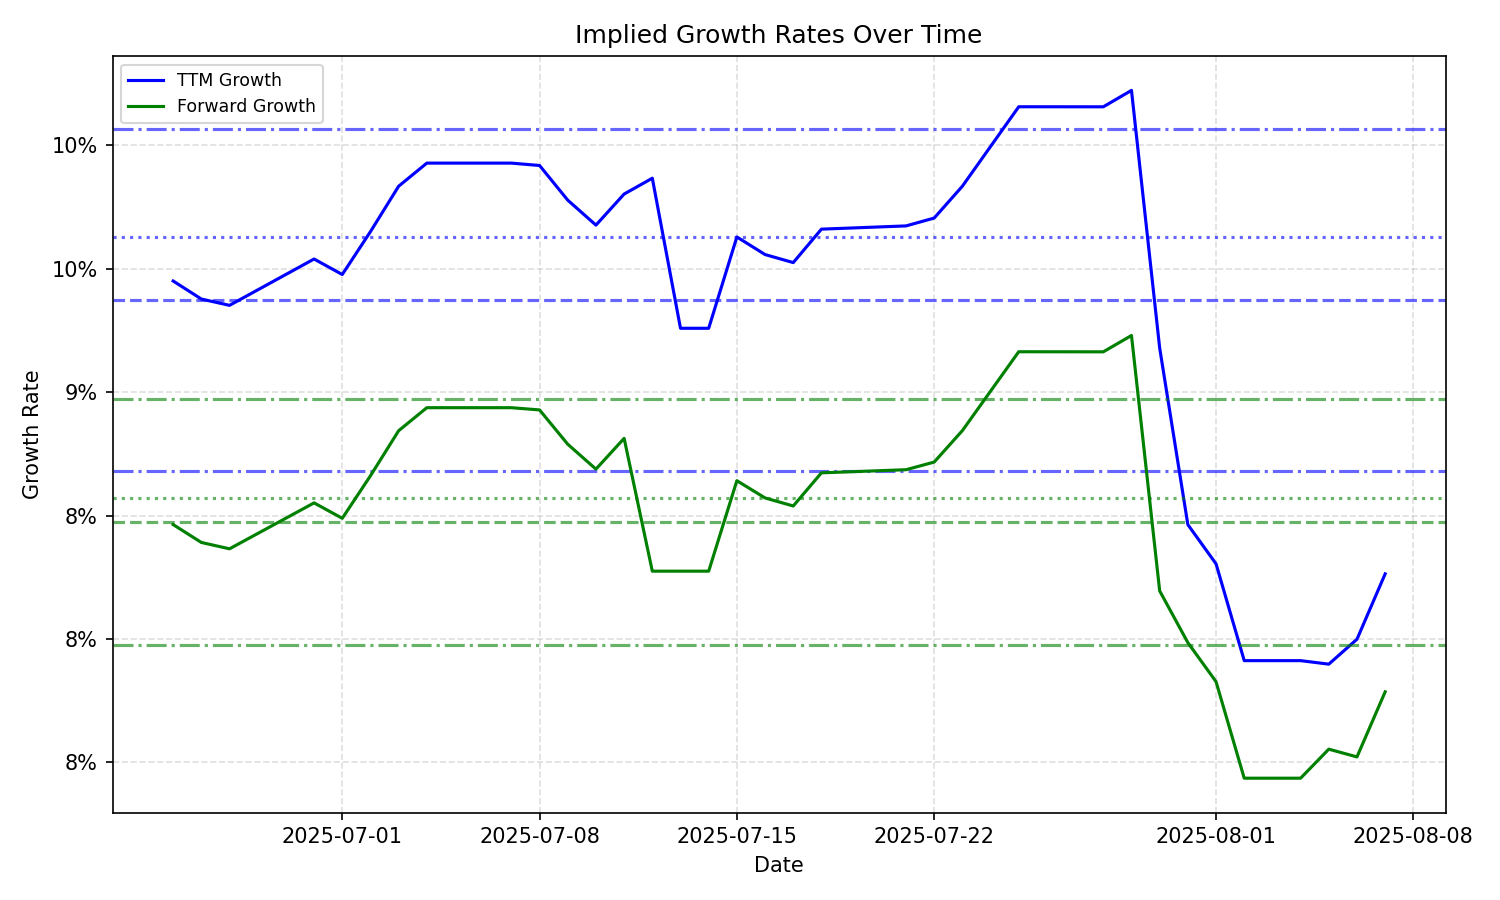 Implied Growth Rates Over Time
TTM Growth
Forward Growth
10%
10%
9%
8%
8%
8%
Growth Rate
2025-07-01
2025-07-08
2025-07-15
2025-07-22
2025-08-01
2025-08-08
Date